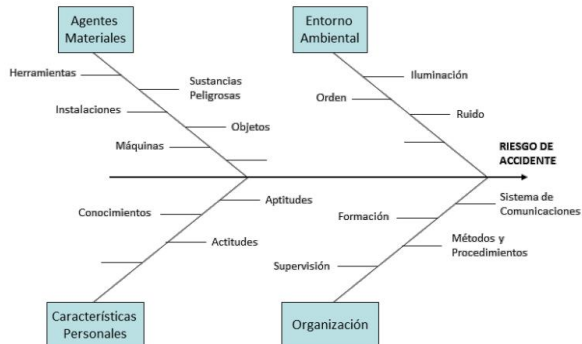 Agentes
Materiales
Entorno
Ambiental
Herramientas
Sustancias
Peligrosas
Instalaciones
Objetos
Máquinas
Iluminación
Orden
Ruido
RIESGO DE
ACCIDENTE
Aptitudes
Conocimientos
Actitudes
Sistema de
Comunicaciones
Formación
Métodos y
Procedimientos
Supervisión
Características
Personales
Organización